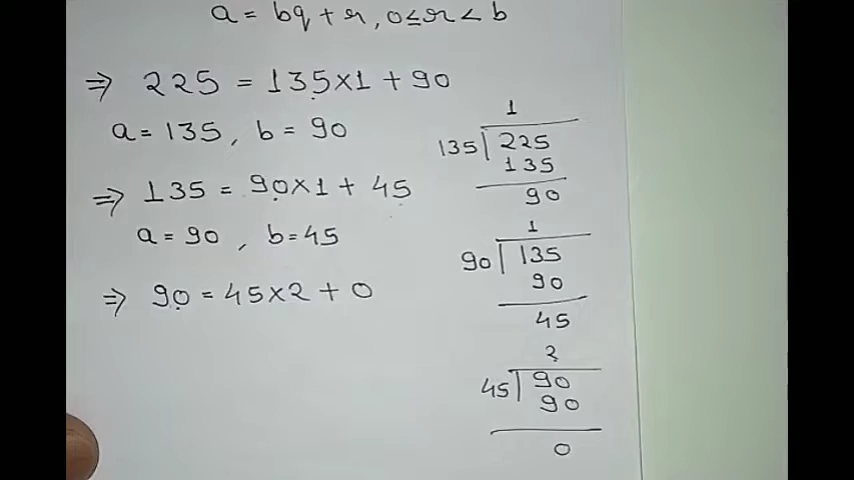 a = bq + r , 0 ≤ r < b
⇒ 225 = 135 × 1 + 90
a = 135 , b = 90
⇒ 135 = 90 × 1 + 45
a = 90 , b = 45
⇒ 90 = 45 × 2 + 0
1
135 | 225
135
90
1
90 | 135
90
45
2
45 | 90
90
0